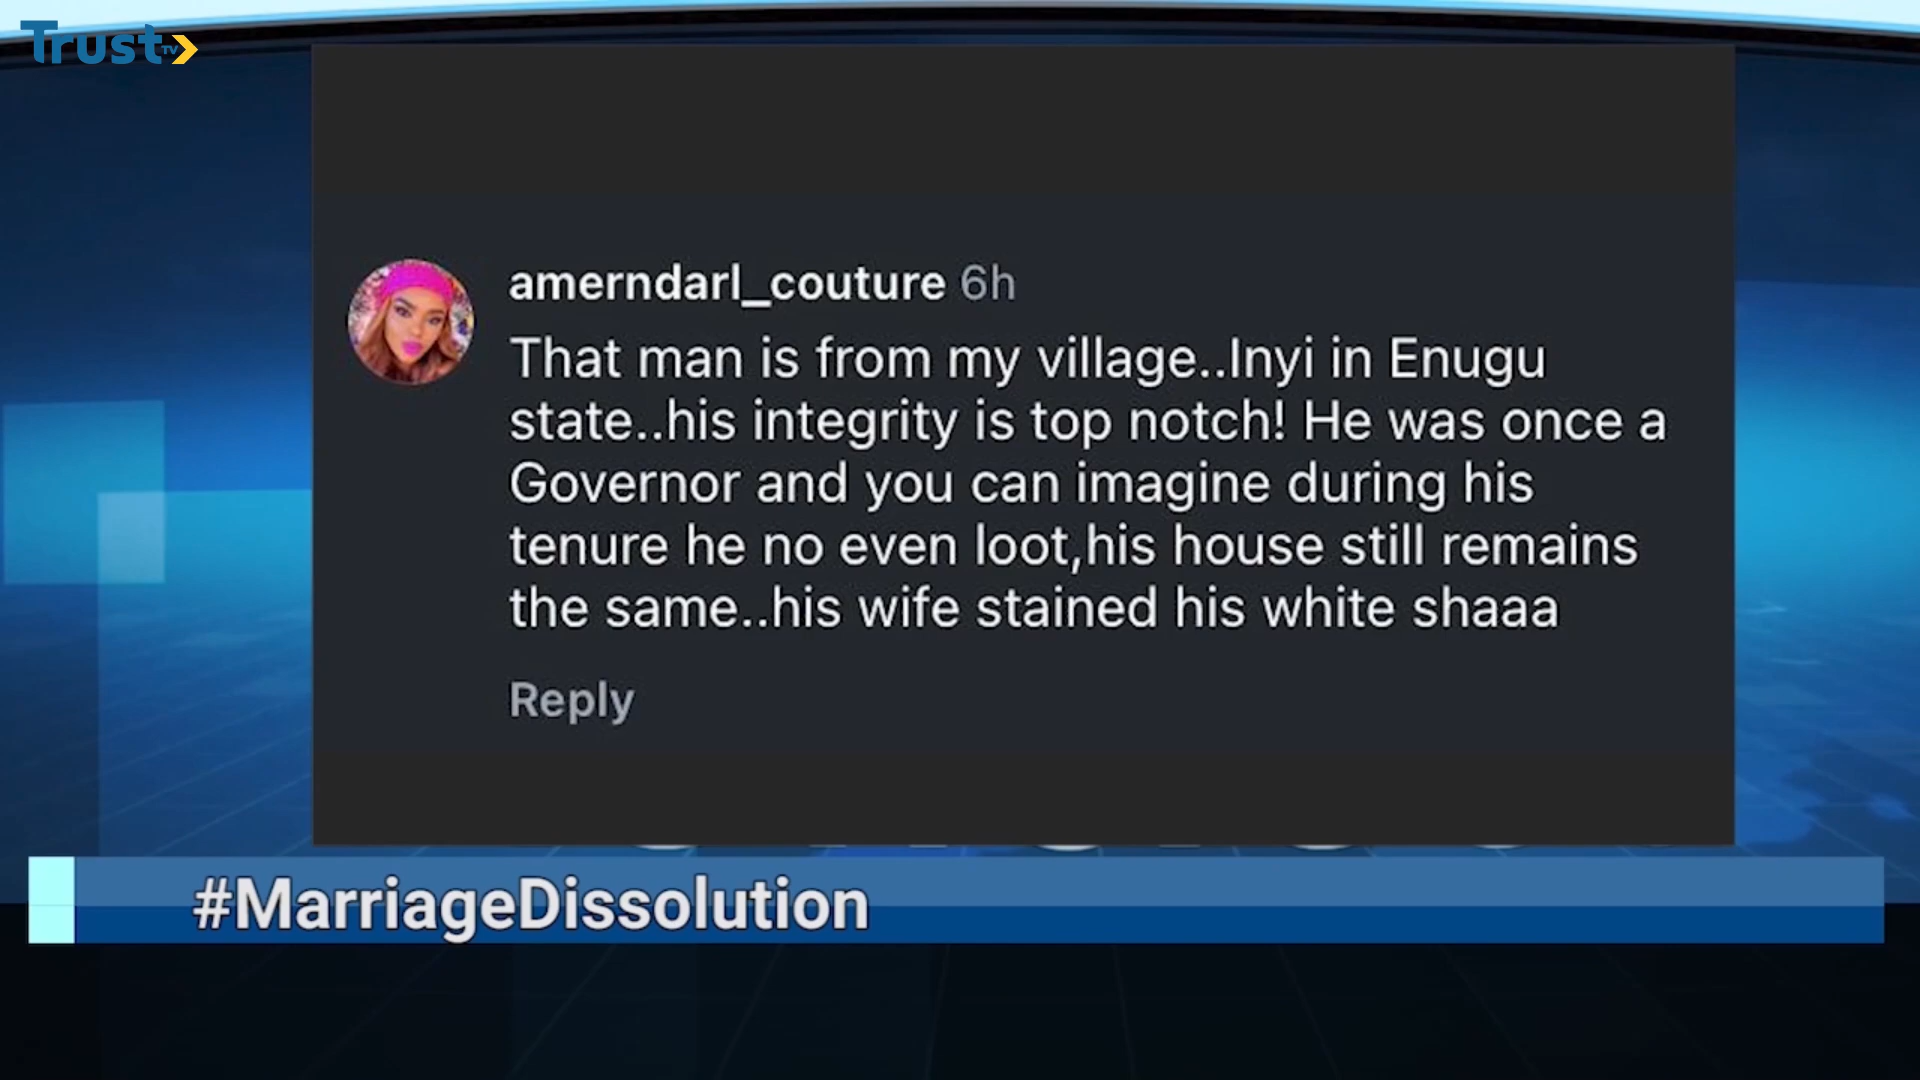 Trust TV
amerndarl_couture 6h
That man is from my village..Inyi in Enugu
state..his integrity is top notch! He was once a
Governor and you can imagine during his
tenure he no even loot,his house still remains
the same..his wife stained his white shaaa
Reply
#MarriageDissolution